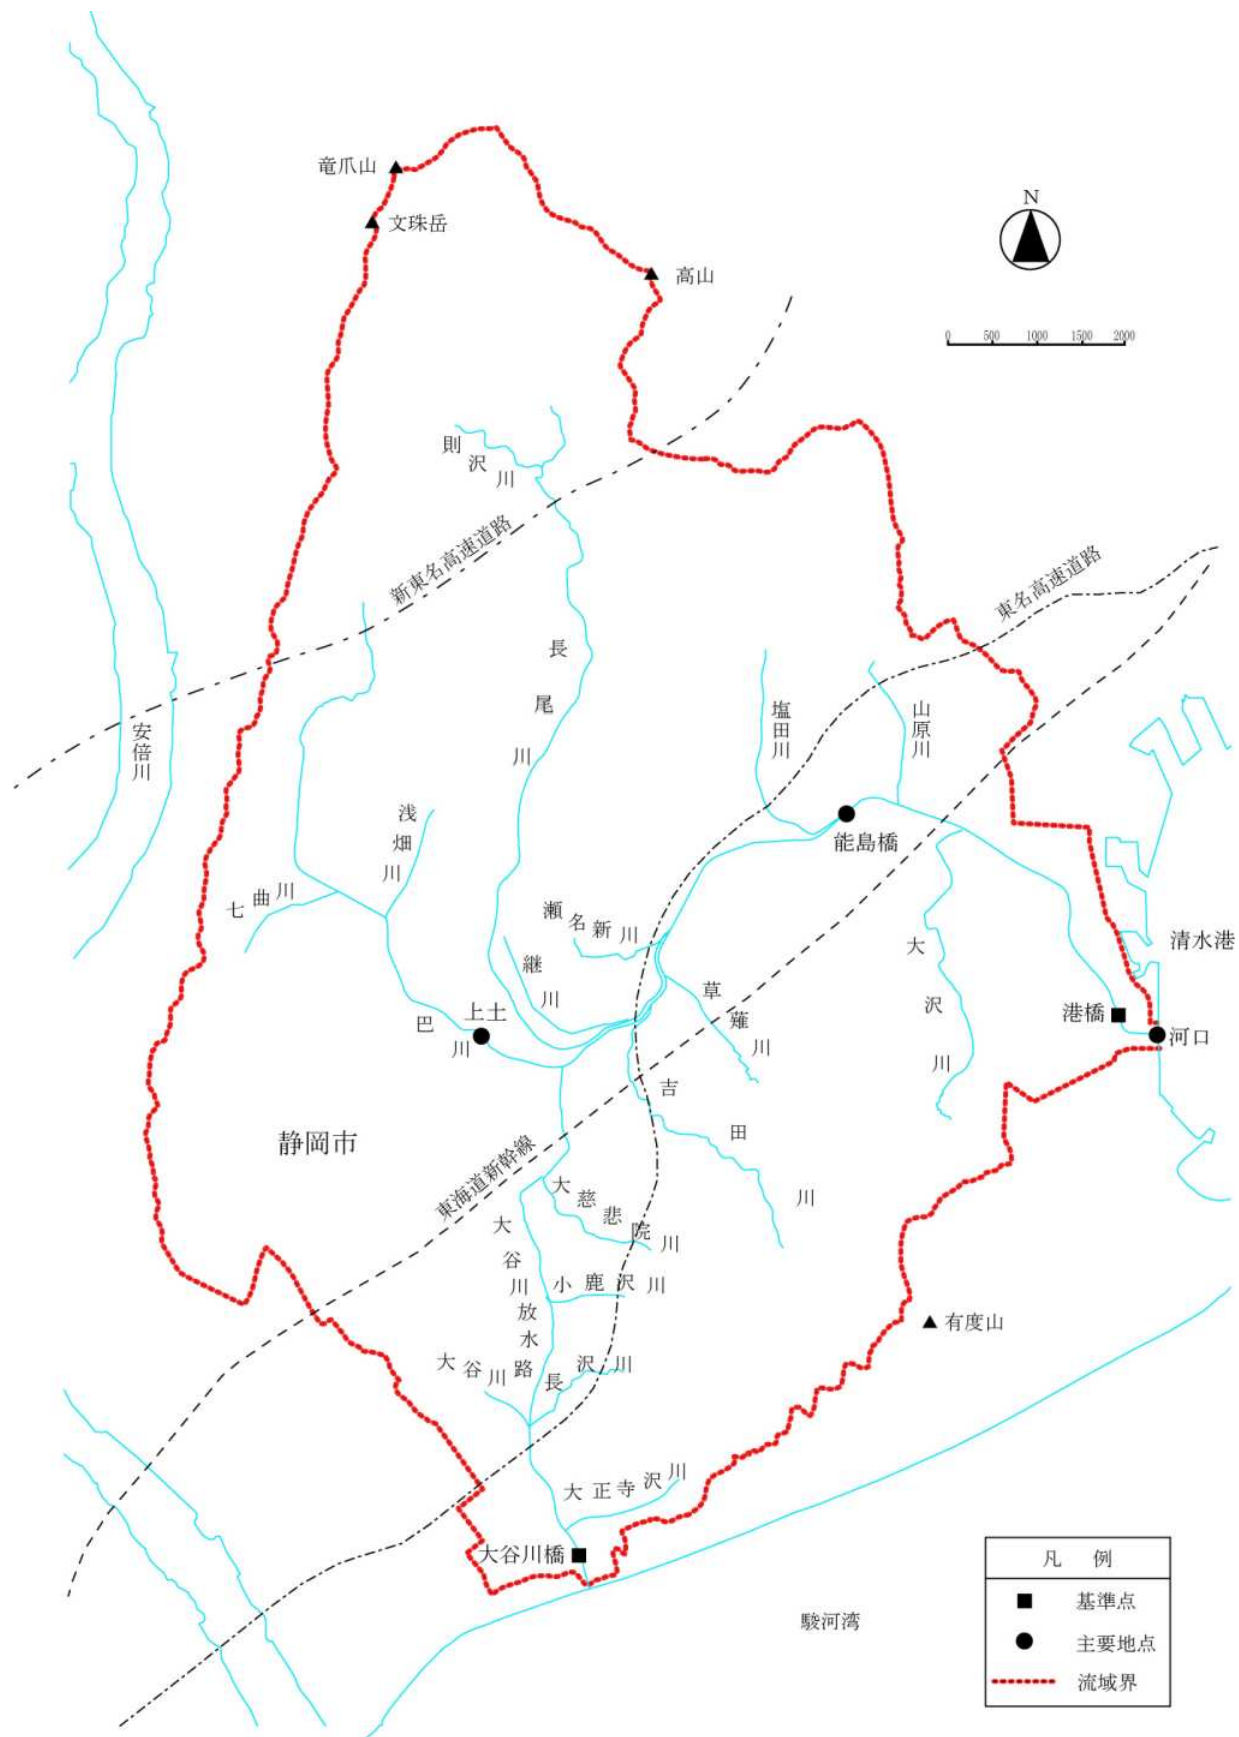 竜爪山
文珠岳
高山
N
0 500 1000 1500 2000
則沢川
新東名高速道路
東名高速道路
長尾川
塩田川
山原川
安倍川
浅畑川
能島橋
七曲川
瀬名新川
大沢川
清水港
継川
草薙川
港橋
上土
巴川
河口
吉田川
静岡市
東海道新幹線
大慈悲院川
大谷川放水路
小鹿沢川
有度山
大谷川
長沢川
大正寺沢川
大谷川橋
駿河湾
凡 例
基準点
主要地点
流域界